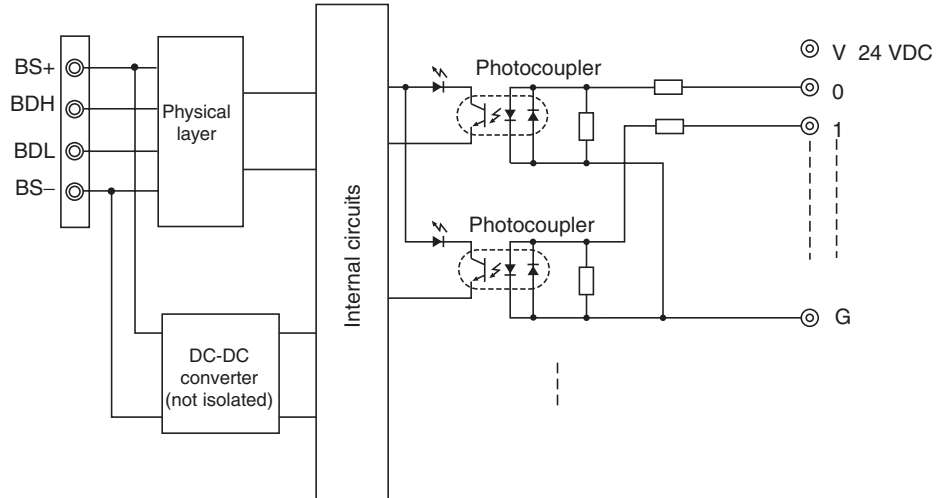 V 24 VDC
BS+
Photocoupler
0
BDH
Physical
layer
1
BDL
BS–
Photocoupler
Internal circuits
G
DC-DC
converter
(not isolated)